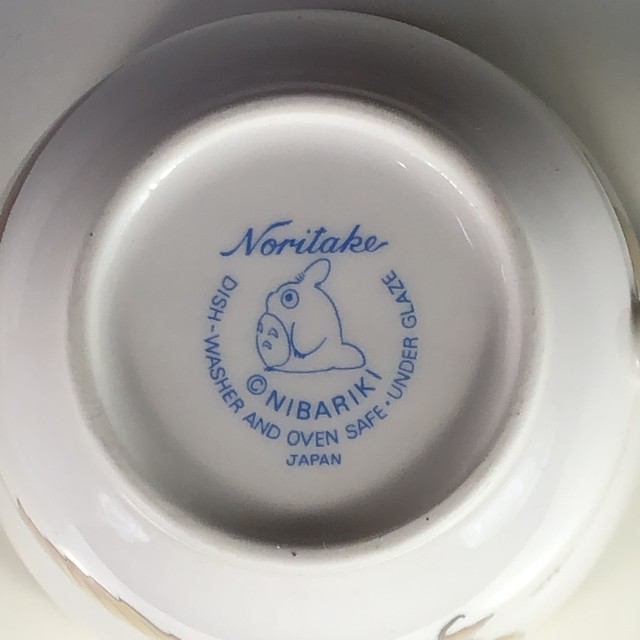 Noritake
DISH-WASHER AND OVEN SAFE·UNDER GLAZE
© NIBARIKI
JAPAN